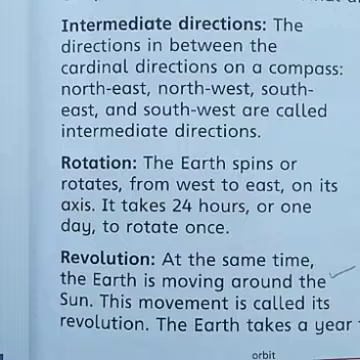 Intermediate directions: The
directions in between the
cardinal directions on a compass:
north-east, north-west, south-
east, and south-west are called
intermediate directions.
Rotation: The Earth spins or
rotates, from west to east, on its
axis. It takes 24 hours, or one
day, to rotate once.
Revolution: At the same time,
the Earth is moving around the
Sun. This movement is called its
revolution. The Earth takes a year
orbit